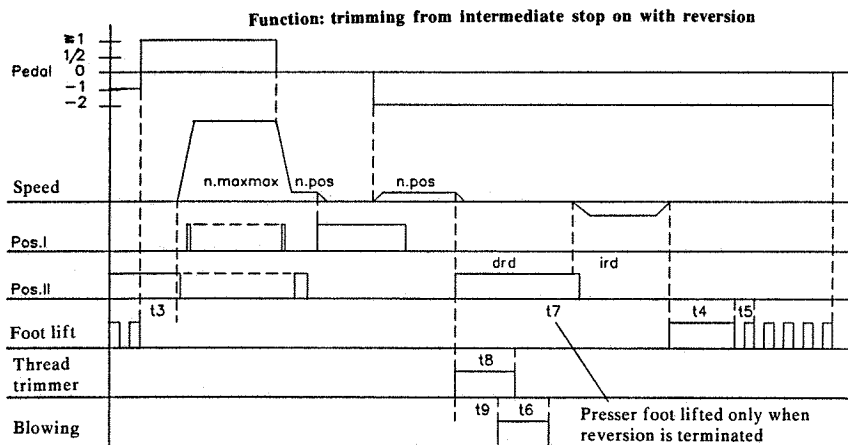 Function: trimming from intermediate stop on with reversion
≅1
1/2
Pedal 0
-1
-2
n.maxmax n.pos n.pos
Speed
Pos.I
drd ird
Pos.II
t3 t7 t4 t5
Foot lift
Thread
trimmer
t8
t9 t6
Blowing
Presser foot lifted only when
reversion is terminated